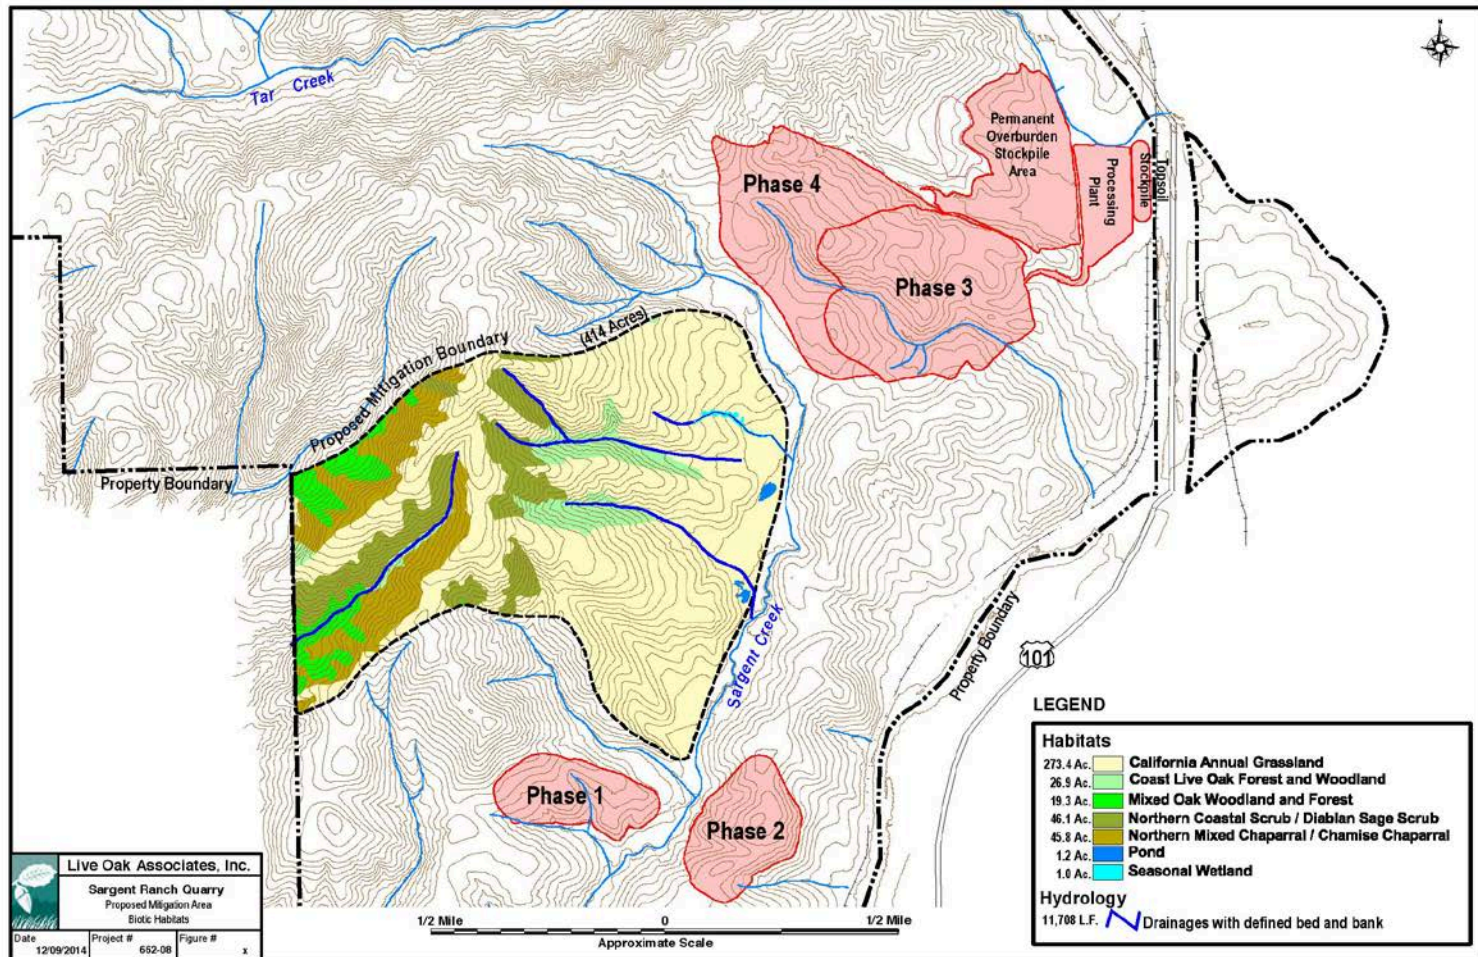 Tar Creek
N
Permanent
Overburden
Stockpile
Area
Processing
Plant
Topsoil
Stockpile
Phase 4
Phase 3
Proposed Mitigation Boundary
(414 Acres)
Property Boundary
Sargent Creek
Property Boundary
101
Phase 1
Phase 2
LEGEND
Habitats
273.4 Ac. California Annual Grassland
26.9 Ac. Coast Live Oak Forest and Woodland
19.3 Ac. Mixed Oak Woodland and Forest
46.1 Ac. Northern Coastal Scrub / Diablan Sage Scrub
45.8 Ac. Northern Mixed Chaparral / Chamise Chaparral
1.2 Ac. Pond
1.0 Ac. Seasonal Wetland
Hydrology
11,708 L.F. Drainages with defined bed and bank
Live Oak Associates, Inc.
Sargent Ranch Quarry
Proposed Mitigation Area
Biotic Habitats
Date Project # Figure #
12/09/2014 652-08 x
1/2 Mile 0 1/2 Mile
Approximate Scale